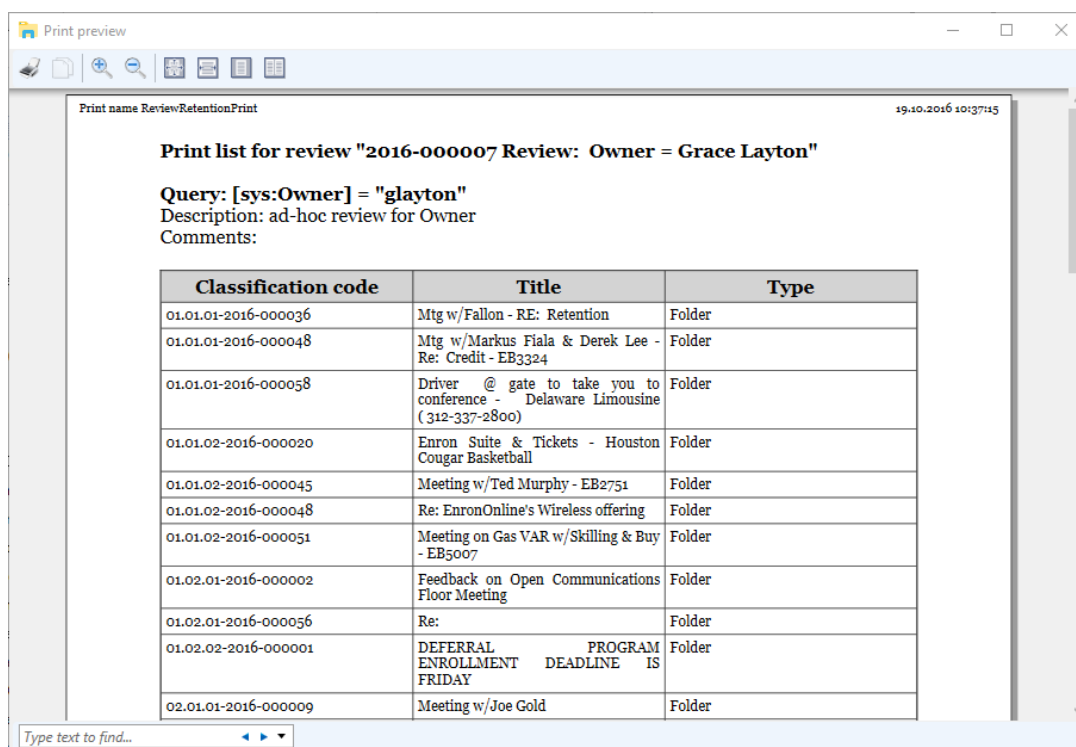 Print preview
Print name ReviewRetentionPrint 19.10.2016 10:37:15
Print list for review "2016-000007 Review: Owner = Grace Layton"
Query: [sys:Owner] = "glayton"
Description: ad-hoc review for Owner
Comments:
Classification code Title Type
01.01.01-2016-000036 Mtg w/Fallon - RE: Retention Folder
01.01.01-2016-000048 Mtg w/Markus Fiala & Derek Lee - Folder
Re: Credit - EB3324
01.01.01-2016-000058 Driver @ gate to take you to Folder
conference - Delaware Limousine
( 312-337-2800)
01.01.02-2016-000020 Enron Suite & Tickets - Houston Folder
Cougar Basketball
01.01.02-2016-000045 Meeting w/Ted Murphy - EB2751 Folder
01.01.02-2016-000048 Re: EnronOnline's Wireless offering Folder
01.01.02-2016-000051 Meeting on Gas VAR w/Skilling & Buy Folder
- EB5007
01.02.01-2016-000002 Feedback on Open Communications Folder
Floor Meeting
01.02.01-2016-000056 Re: Folder
01.02.02-2016-000001 DEFERRAL PROGRAM Folder
ENROLLMENT DEADLINE IS
FRIDAY
02.01.01-2016-000009 Meeting w/Joe Gold Folder
Type text to find...